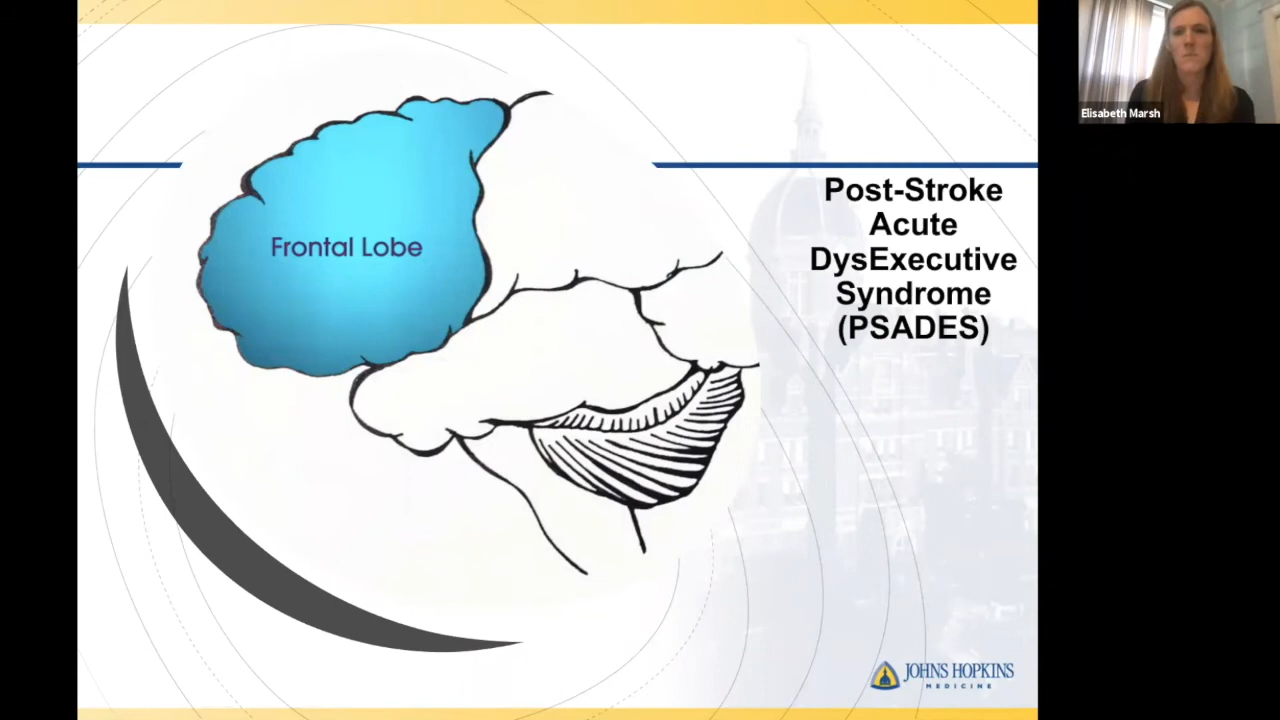 Elisabeth Marsh
Frontal Lobe
Post-Stroke
Acute
DysExecutive
Syndrome
(PSADES)
JOHNS HOPKINS
MEDICINE